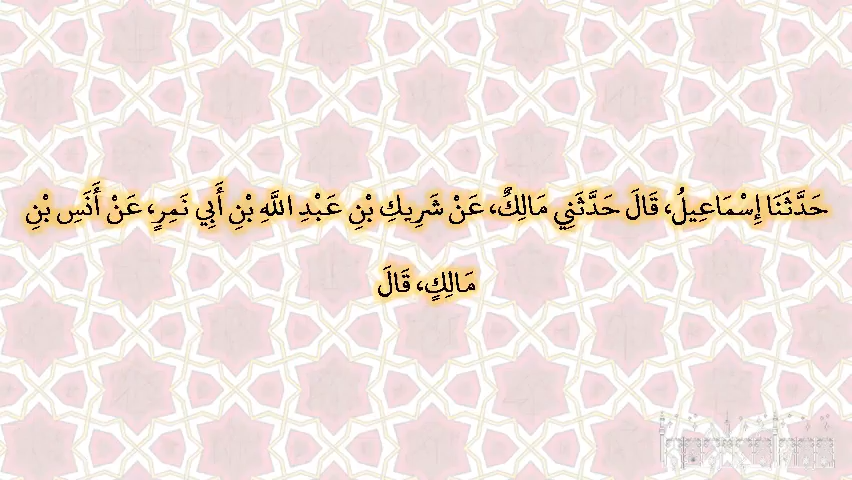 حَدَّثَنَا إِسْمَاعِيلُ، قَالَ حَدَّثَنِي مَالِكٌ، عَنْ شَرِيكِ بْنِ عَبْدِ اللَّهِ بْنِ أَبِي نَمِرٍ، عَنْ أَنَسِ بْنِ
مَالِكٍ، قَالَ